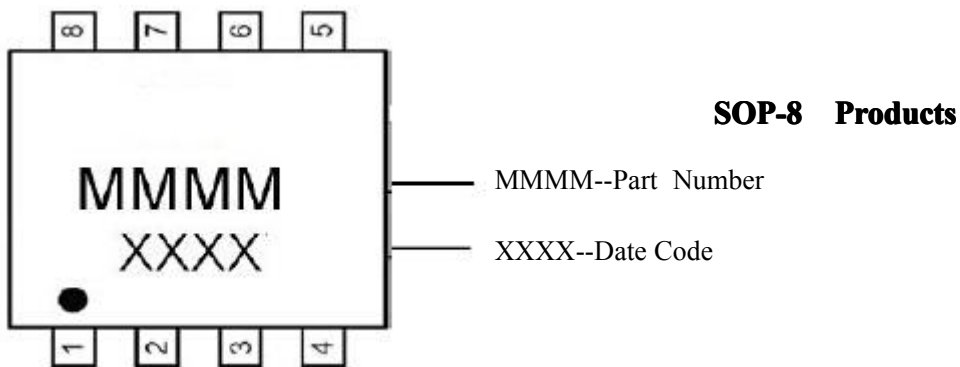 8 7 6 5
SOP-8 Products
MMMM
MMMM--Part Number
XXXX
XXXX--Date Code
1 2 3 4